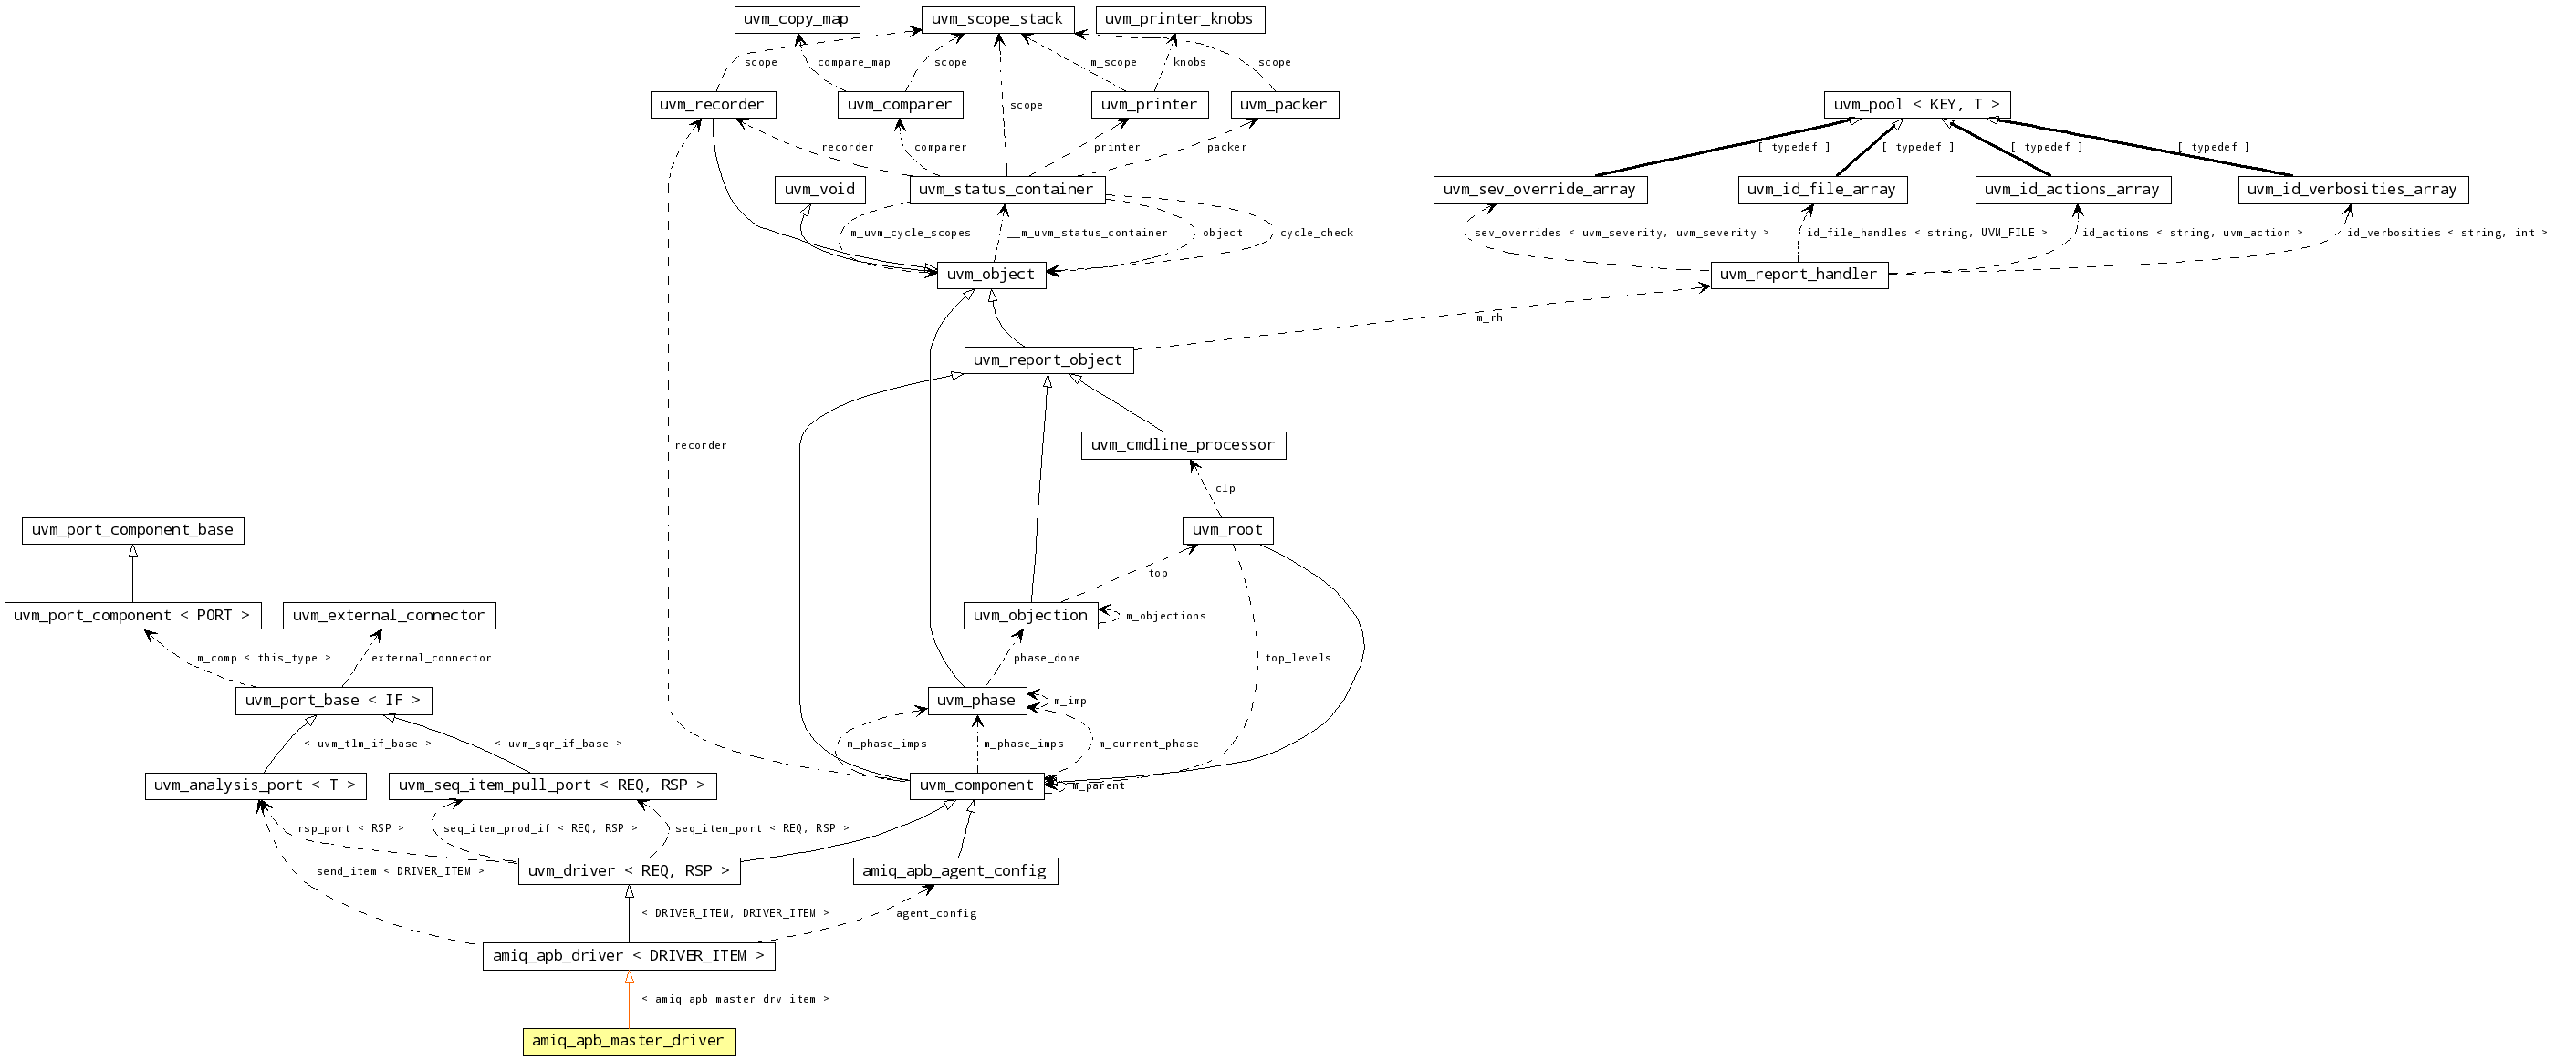 uvm_copy_map
uvm_scope_stack
uvm_printer_knobs
scope
compare_map
scope
m_scope
knobs
scope
uvm_recorder
uvm_comparer
scope
uvm_printer
uvm_packer
uvm_pool < KEY, T >
recorder
comparer
printer
packer
[ typedef ]
[ typedef ]
[ typedef ]
[ typedef ]
uvm_void
uvm_status_container
uvm_sev_override_array
uvm_id_file_array
uvm_id_actions_array
uvm_id_verbosities_array
m_uvm_cycle_scopes
__m_uvm_status_container
object
cycle_check
sev_overrides < uvm_severity, uvm_severity >
id_file_handles < string, UVM_FILE >
id_actions < string, uvm_action >
id_verbosities < string, int >
uvm_object
uvm_report_handler
m_rh
uvm_report_object
recorder
uvm_cmdline_processor
clp
uvm_port_component_base
uvm_root
top
uvm_port_component < PORT >
uvm_external_connector
uvm_objection
m_objections
m_comp < this_type >
external_connector
phase_done
top_levels
uvm_port_base < IF >
uvm_phase
m_imp
< uvm_tlm_if_base >
< uvm_sqr_if_base >
m_phase_imps
m_phase_imps
m_current_phase
uvm_analysis_port < T >
uvm_seq_item_pull_port < REQ, RSP >
uvm_component
m_parent
rsp_port < RSP >
seq_item_prod_if < REQ, RSP >
seq_item_port < REQ, RSP >
send_item < DRIVER_ITEM >
uvm_driver < REQ, RSP >
amiq_apb_agent_config
< DRIVER_ITEM, DRIVER_ITEM >
agent_config
amiq_apb_driver < DRIVER_ITEM >
< amiq_apb_master_drv_item >
amiq_apb_master_driver